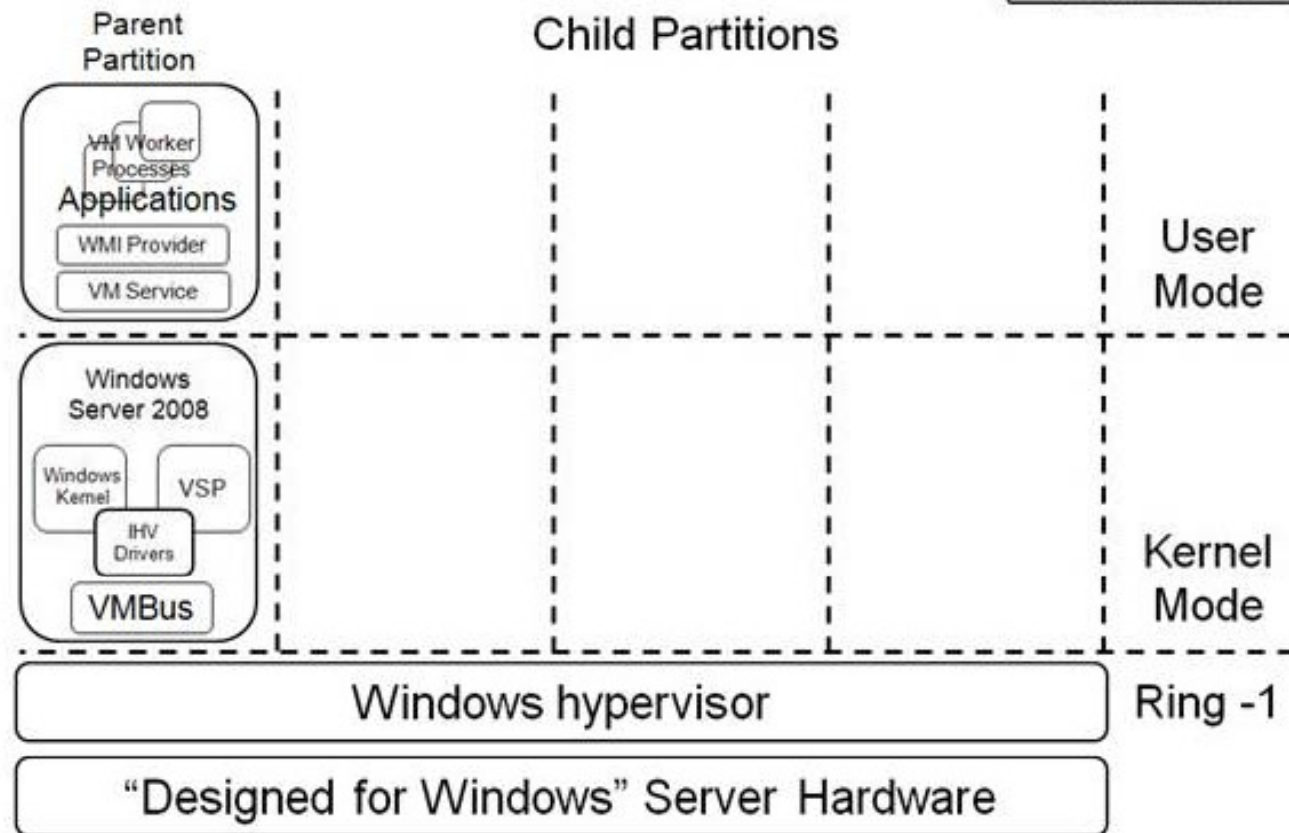 Parent
Partition
Child Partitions
VM Worker
Processes
Applications
WMI Provider
VM Service
User
Mode
Windows
Server 2008
Windows
Kernel
VSP
IHV
Drivers
VMBus
Kernel
Mode
Windows hypervisor
Ring -1
“Designed for Windows” Server Hardware